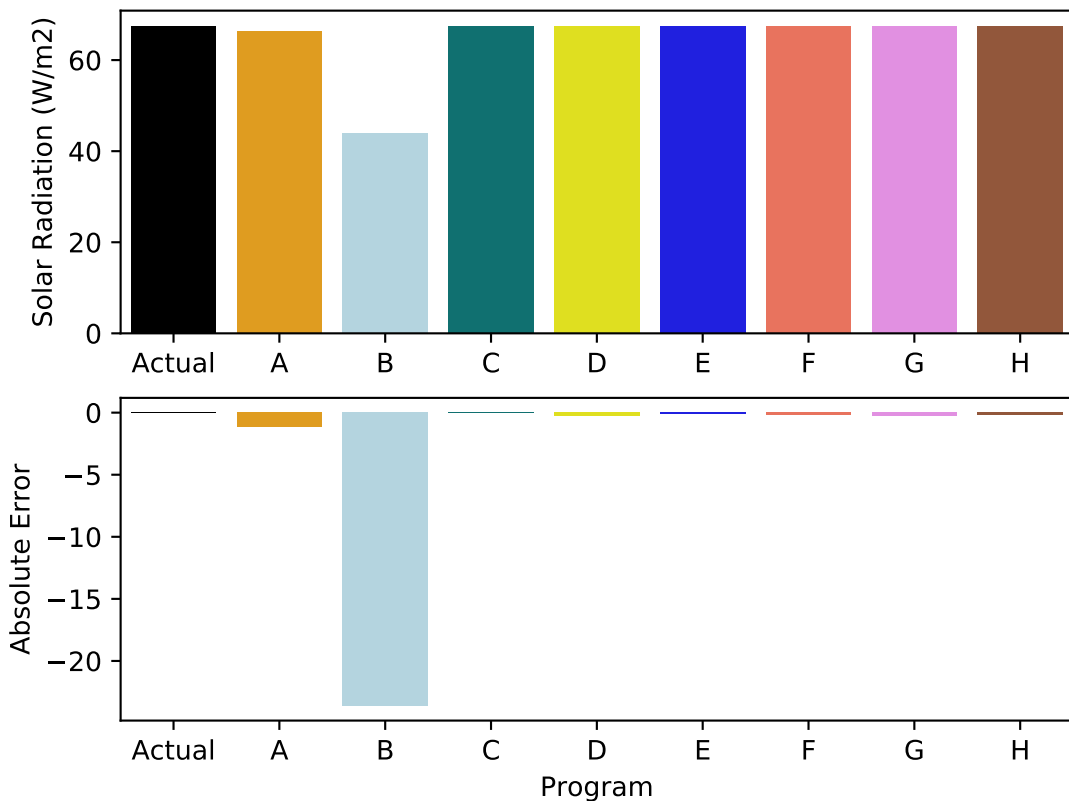 Solar Radiation (W/m2)
60
40
20
0
Actual A B C D E F G H
Absolute Error
0
−5
−10
−15
−20
Actual A B C D E F G H
Program